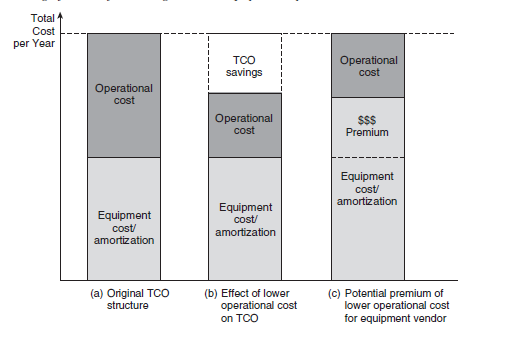 Total
Cost
per Year
Operational
cost
Equipment
cost/
amortization
TCO
savings
Operational
cost
Equipment
cost/
amortization
Operational
cost
$$$
Premium
Equipment
cost/
amortization
(a) Original TCO
structure
(b) Effect of lower
operational cost
on TCO
(c) Potential premium of
lower operational cost
for equipment vendor